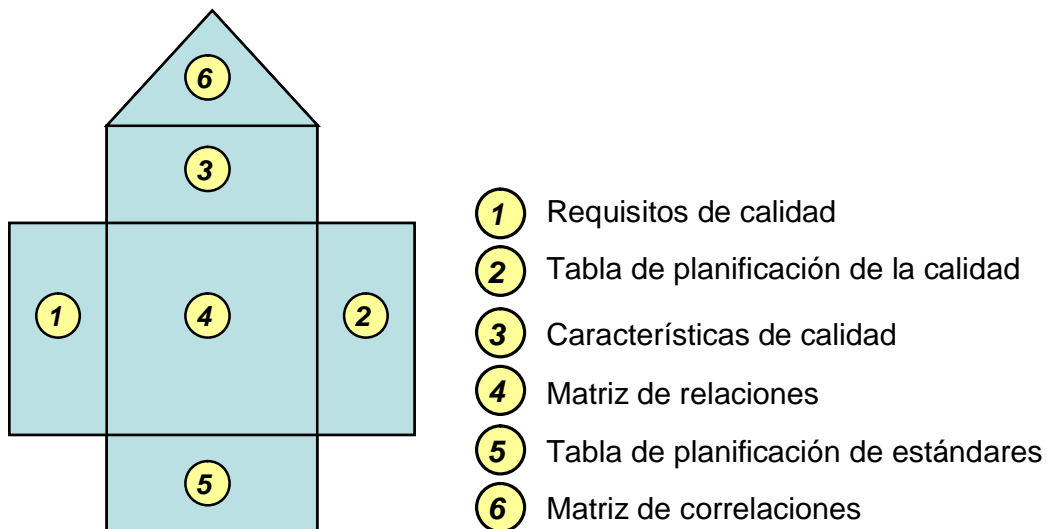 6
3
1
4
2
5
1 Requisitos de calidad
2 Tabla de planificación de la calidad
3 Características de calidad
4 Matriz de relaciones
5 Tabla de planificación de estándares
6 Matriz de correlaciones